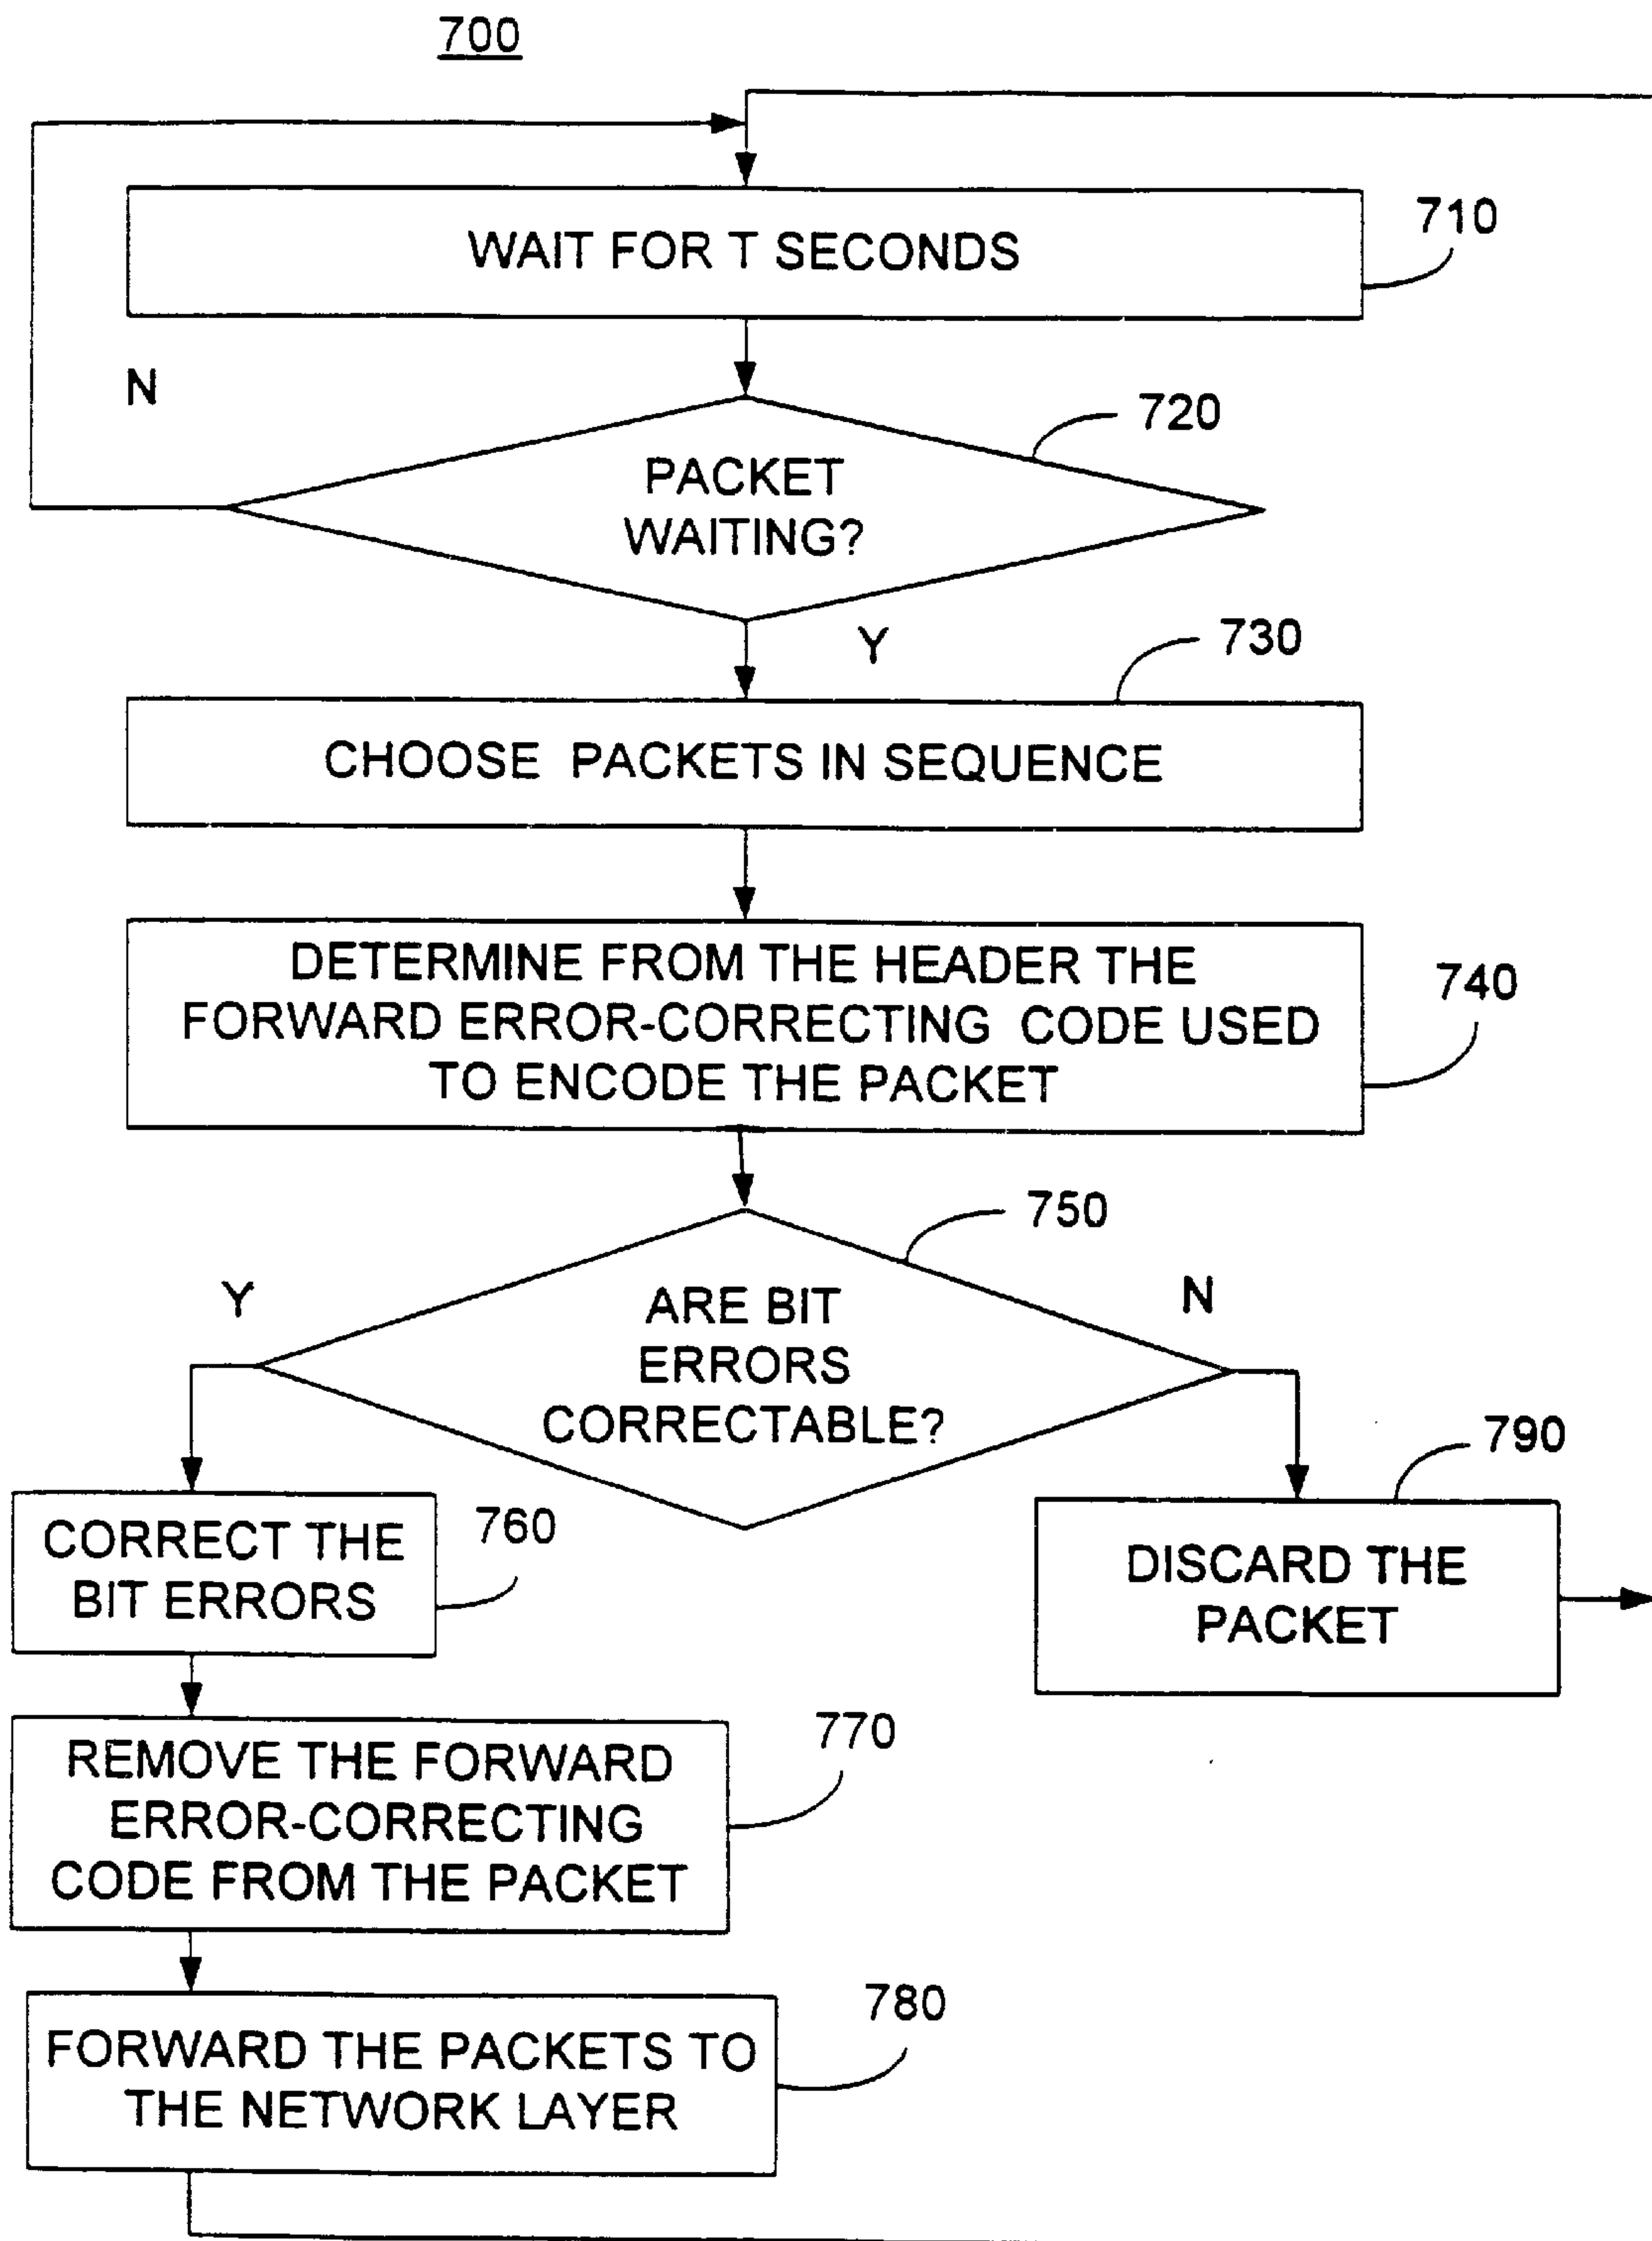 700
WAIT FOR T SECONDS
710
N
720
PACKET
WAITING?
Y
730
CHOOSE PACKETS IN SEQUENCE
DETERMINE FROM THE HEADER THE
FORWARD ERROR-CORRECTING CODE USED
TO ENCODE THE PACKET
740
750
Y
N
ARE BIT
ERRORS
CORRECTABLE?
790
CORRECT THE
BIT ERRORS
760
DISCARD THE
PACKET
REMOVE THE FORWARD
ERROR-CORRECTING
CODE FROM THE PACKET
770
FORWARD THE PACKETS TO
THE NETWORK LAYER
780